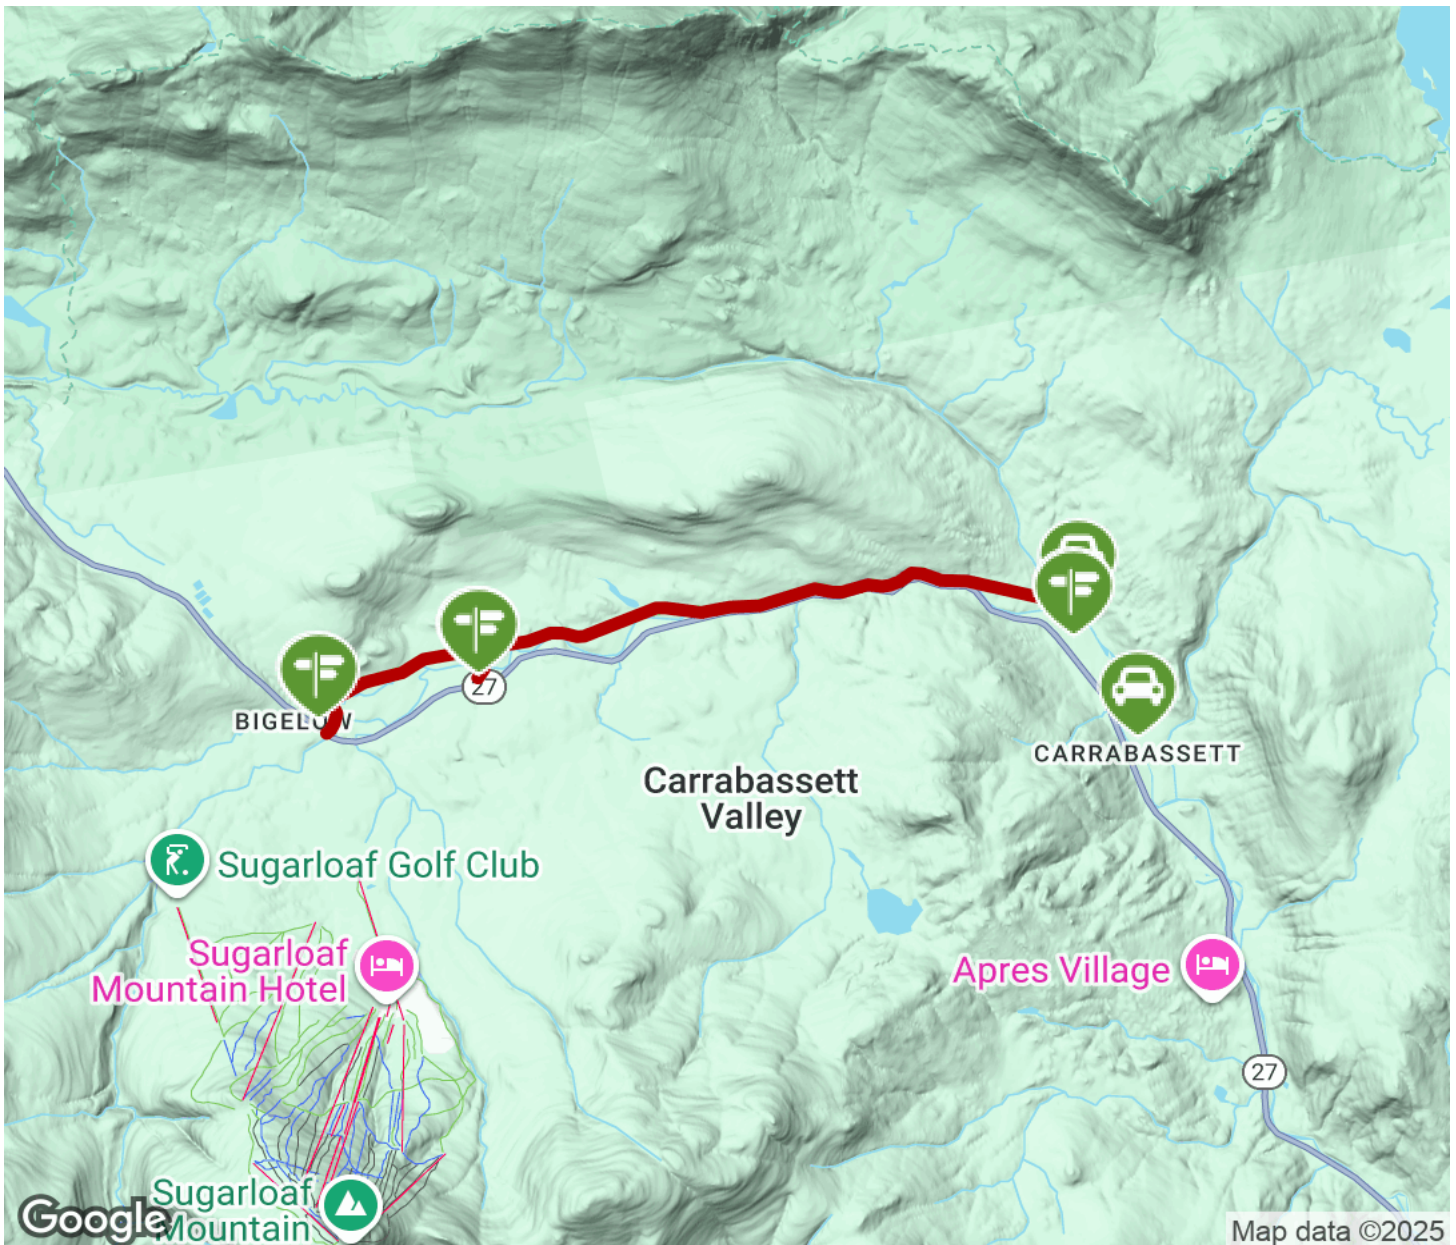 27
BIGELOW
CARRABASSETT
Carrabassett
Valley
Sugarloaf Golf Club
Sugarloaf
Mountain Hotel
Apres Village
27
Sugarloaf
Mountain
Google
Map data ©2025